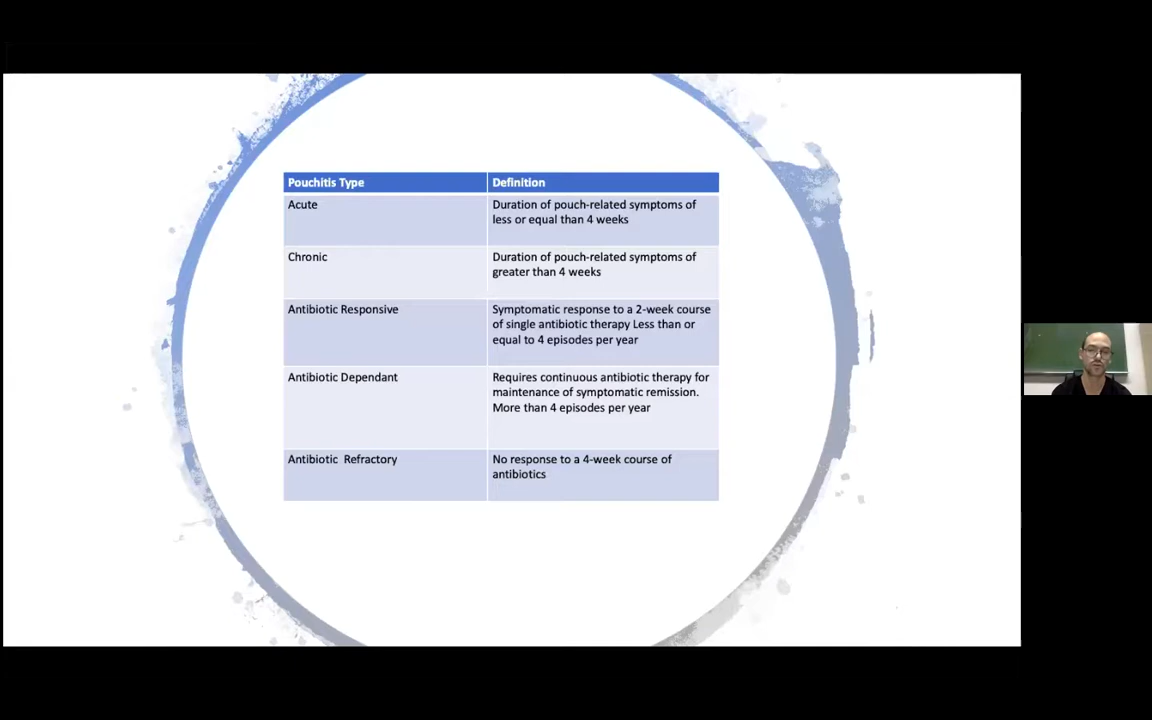 Pouchitis Type
Definition
Acute
Duration of pouch-related symptoms of
less or equal than 4 weeks
Chronic
Duration of pouch-related symptoms of
greater than 4 weeks
Antibiotic Responsive
Symptomatic response to a 2-week course
of single antibiotic therapy Less than or
equal to 4 episodes per year
Antibiotic Dependant
Requires continuous antibiotic therapy for
maintenance of symptomatic remission.
More than 4 episodes per year
Antibiotic Refractory
No response to a 4-week course of
antibiotics